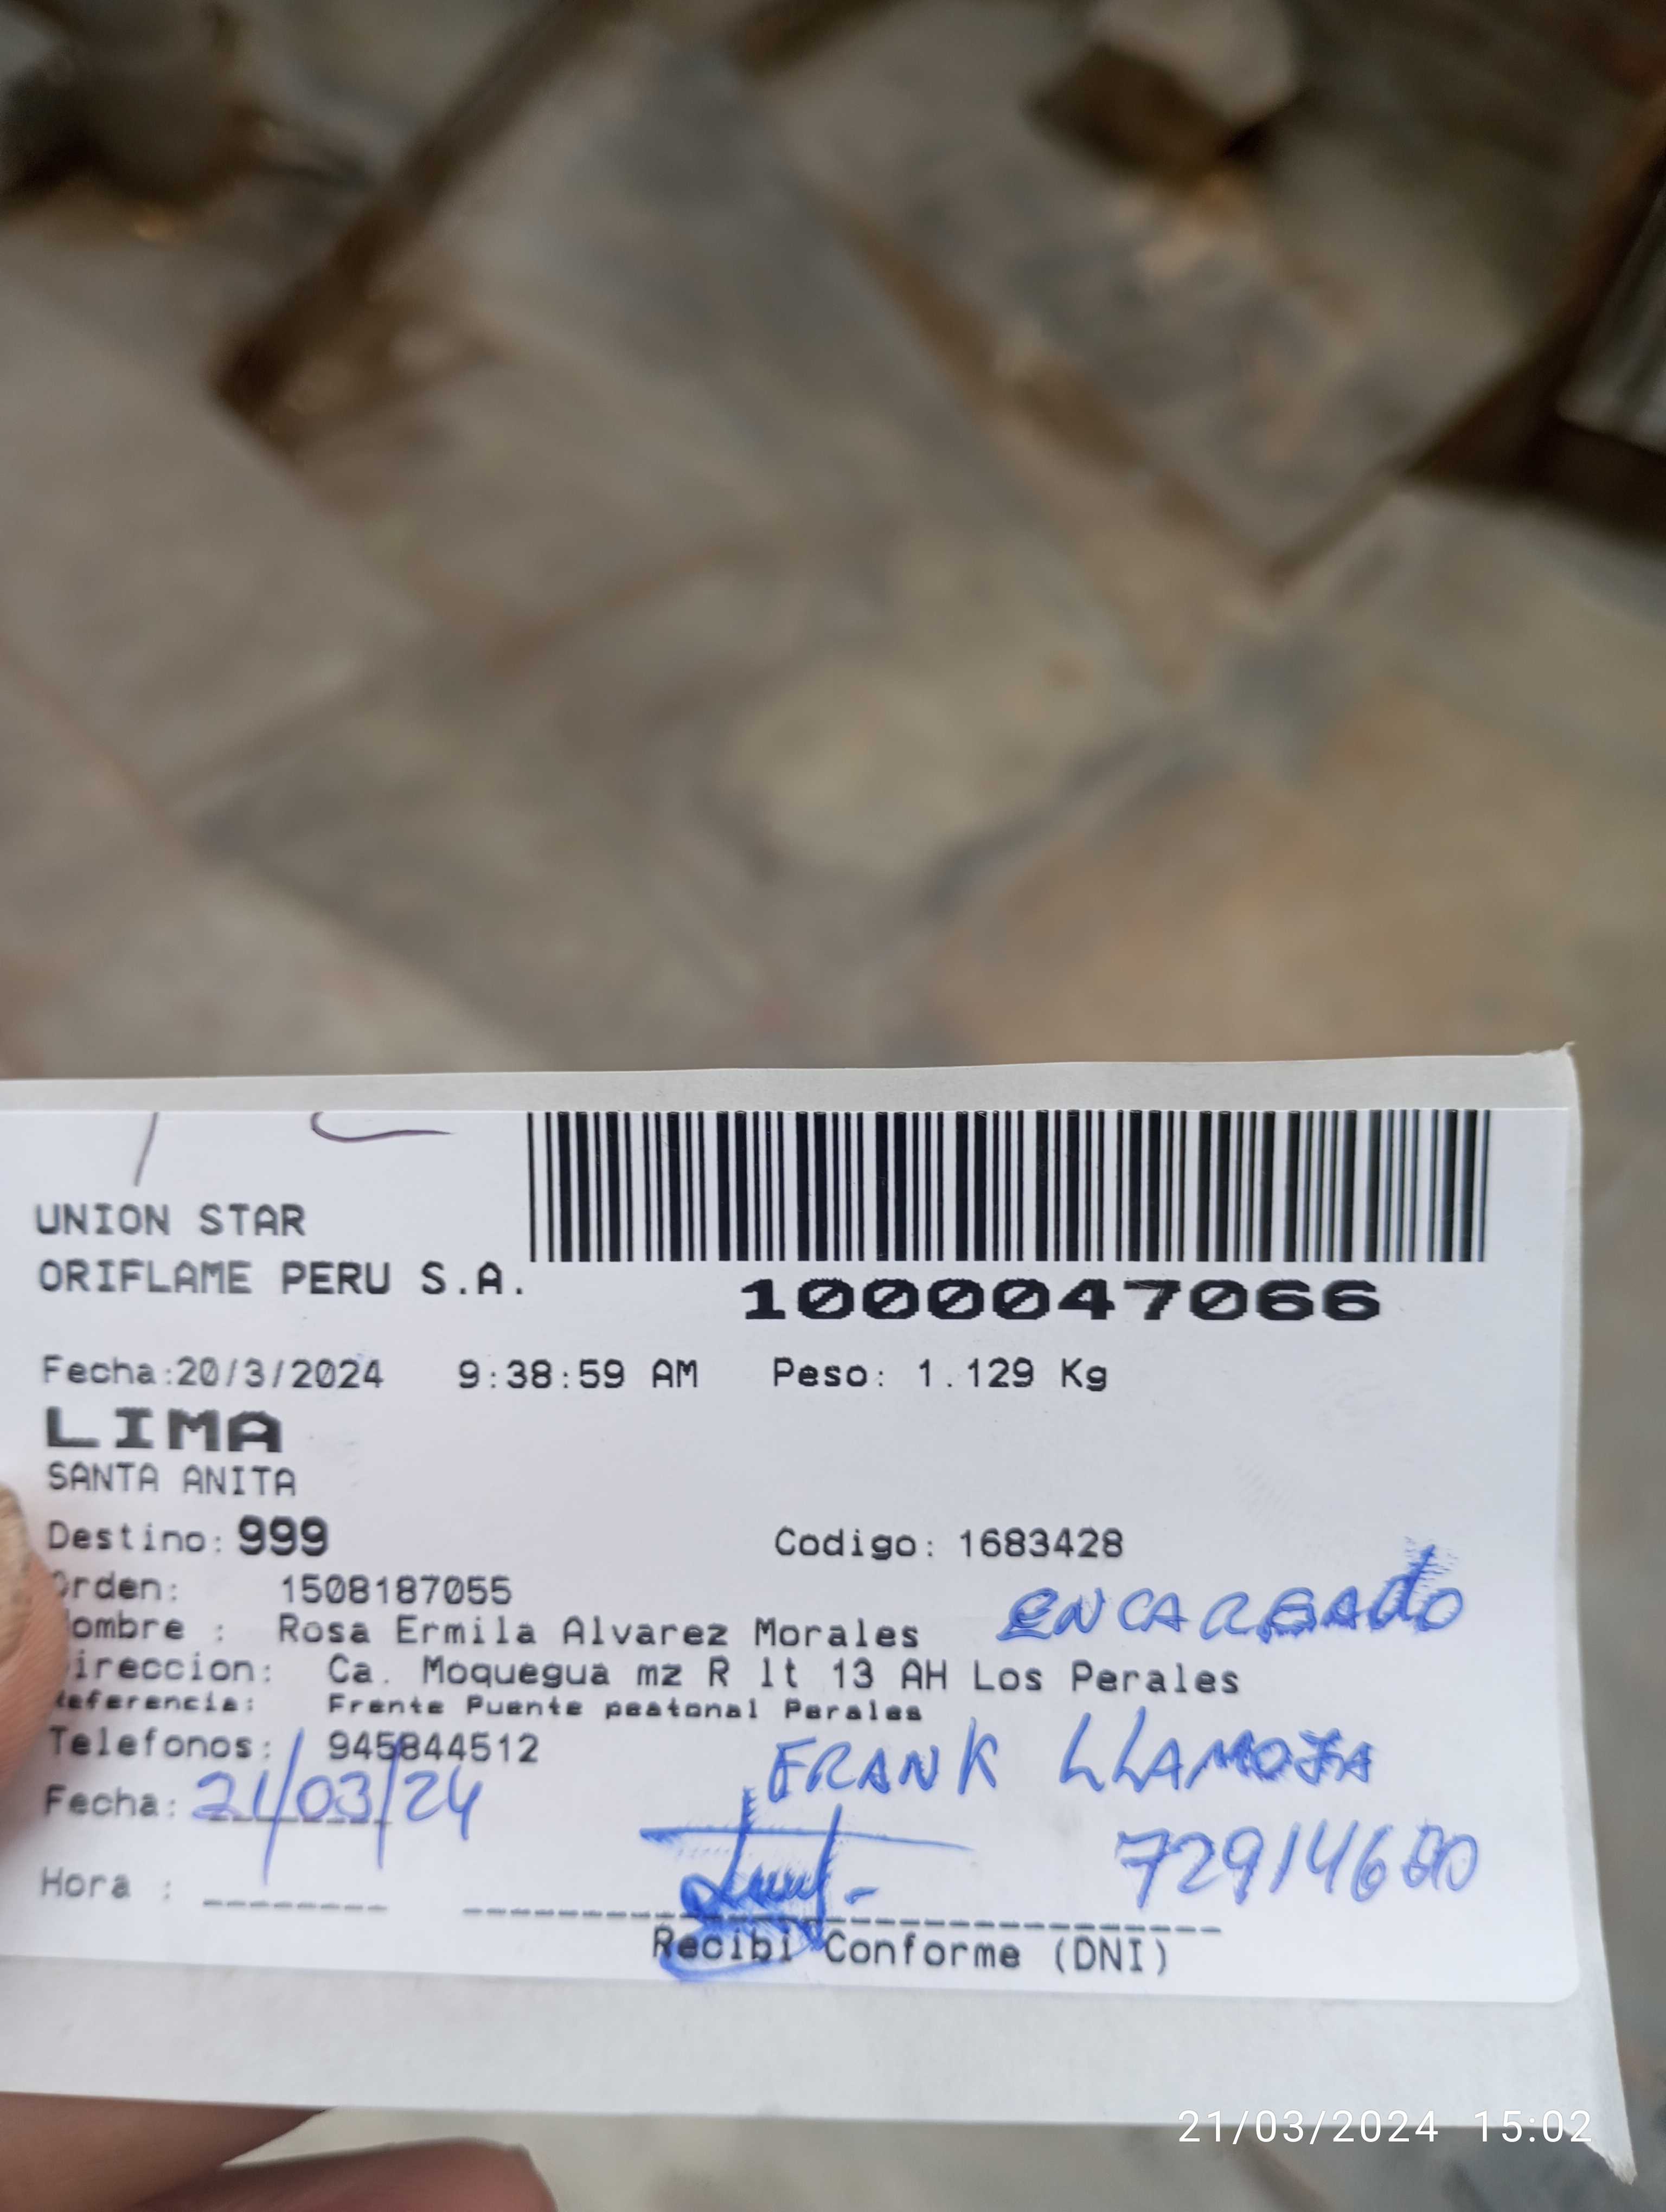 UNION STAR
ORIFLAME PERU S.A.
1000047066
Fecha:20/3/2024 9:38:59 AM Peso: 1.129 Kg
LIMA
SANTA ANITA
Destino: 999 Codigo: 1683428
Orden: 1508187055
ENCARGADO
Nombre : Rosa Ermila Alvarez Morales
Direccion: Ca. Moquegua mz R lt 13 AH Los Perales
Referencia: Frente Puente peatonal Perales
Telefonos: 945844512
FRANK LLAMOJA
Fecha: 21/03/24
Hora :
Recibi Conforme (DNI)
21/03/2024 15:02